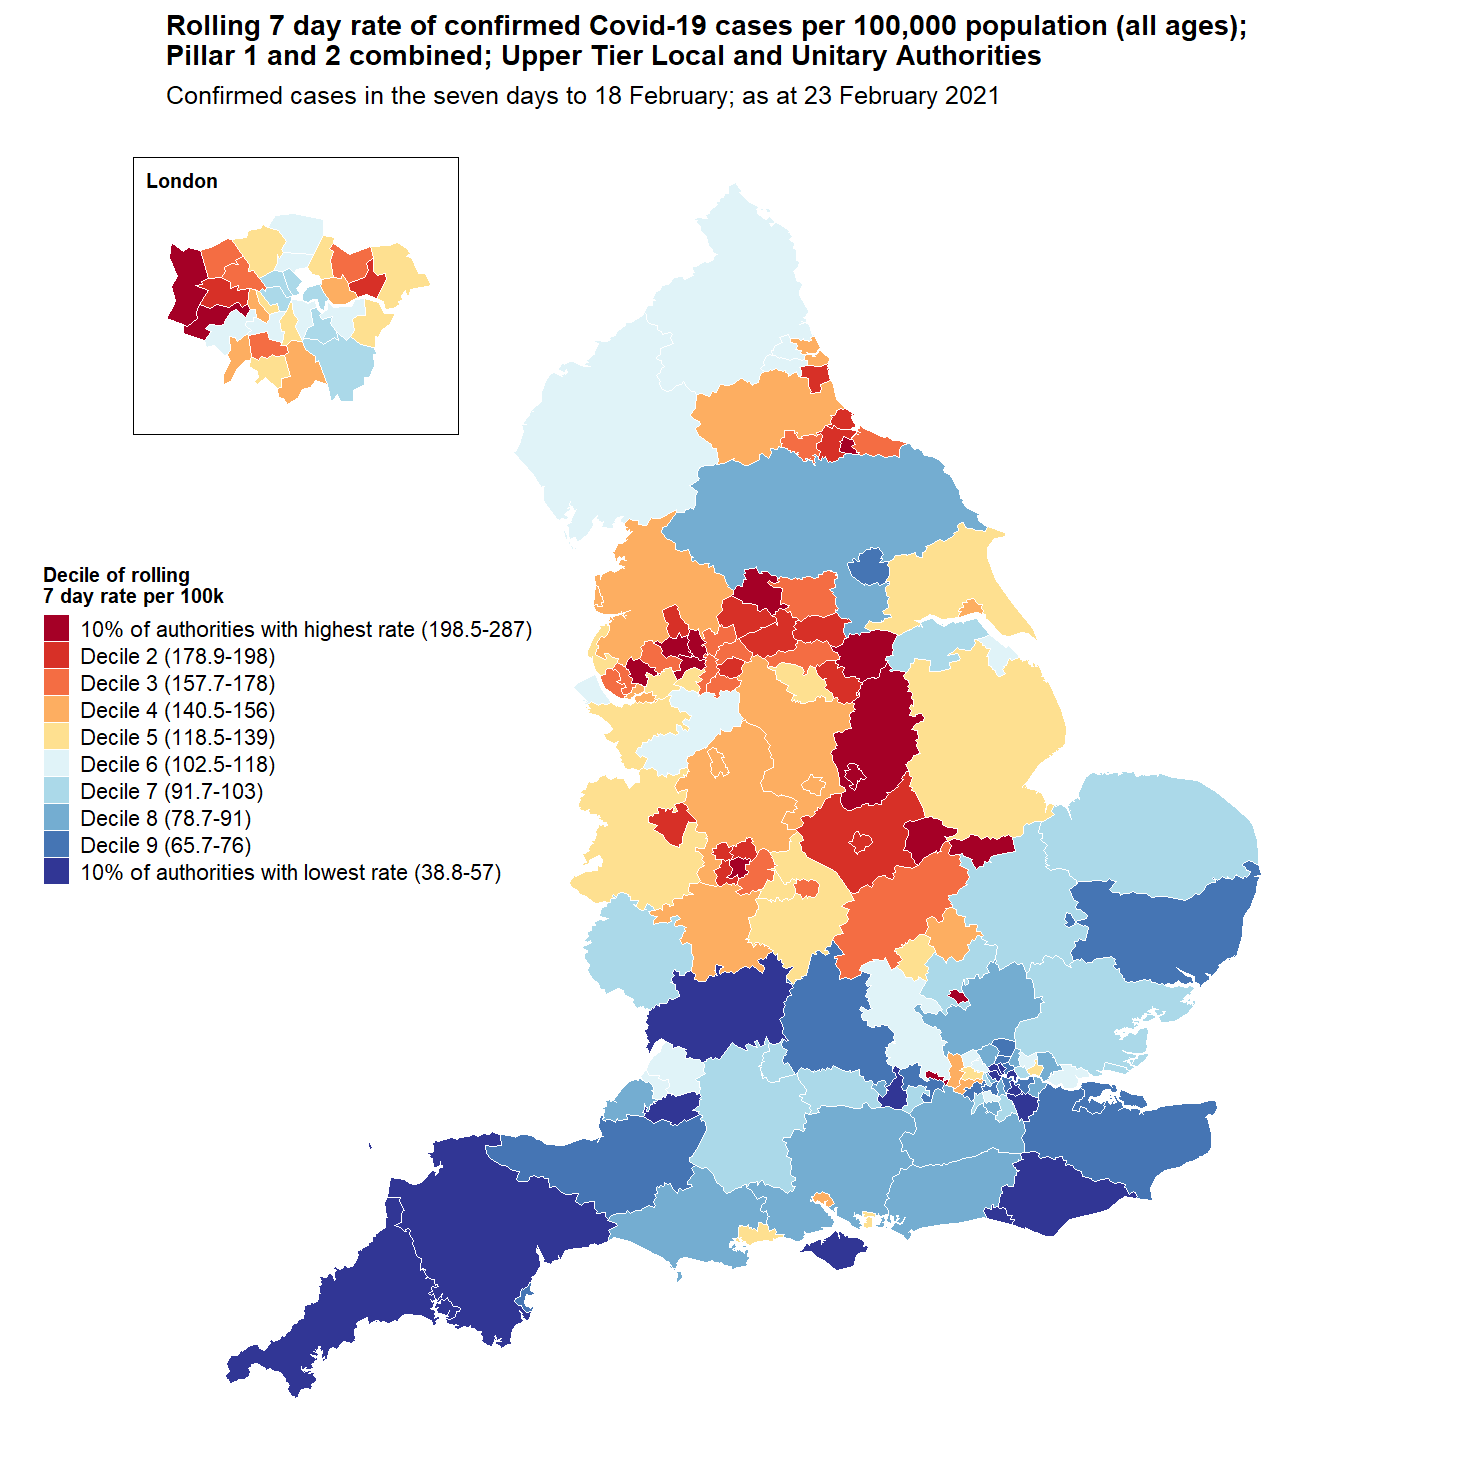 Rolling 7 day rate of confirmed Covid-19 cases per 100,000 population (all ages);
Pillar 1 and 2 combined; Upper Tier Local and Unitary Authorities
Confirmed cases in the seven days to 18 February; as at 23 February 2021
London
Decile of rolling
7 day rate per 100k
10% of authorities with highest rate (198.5-287)
Decile 2 (178.9-198)
Decile 3 (157.7-178)
Decile 4 (140.5-156)
Decile 5 (118.5-139)
Decile 6 (102.5-118)
Decile 7 (91.7-103)
Decile 8 (78.7-91)
Decile 9 (65.7-76)
10% of authorities with lowest rate (38.8-57)